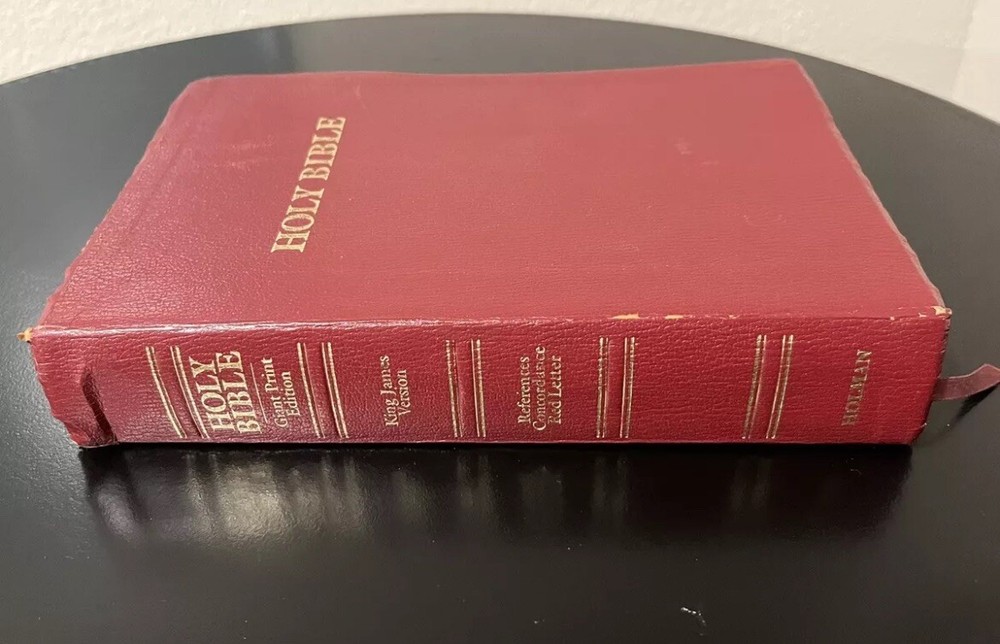 HOLY BIBLE
HOLY
BIBLE
Giant Print
Edition
King James
Version
References
Concordance
Red Letter
HOLMAN